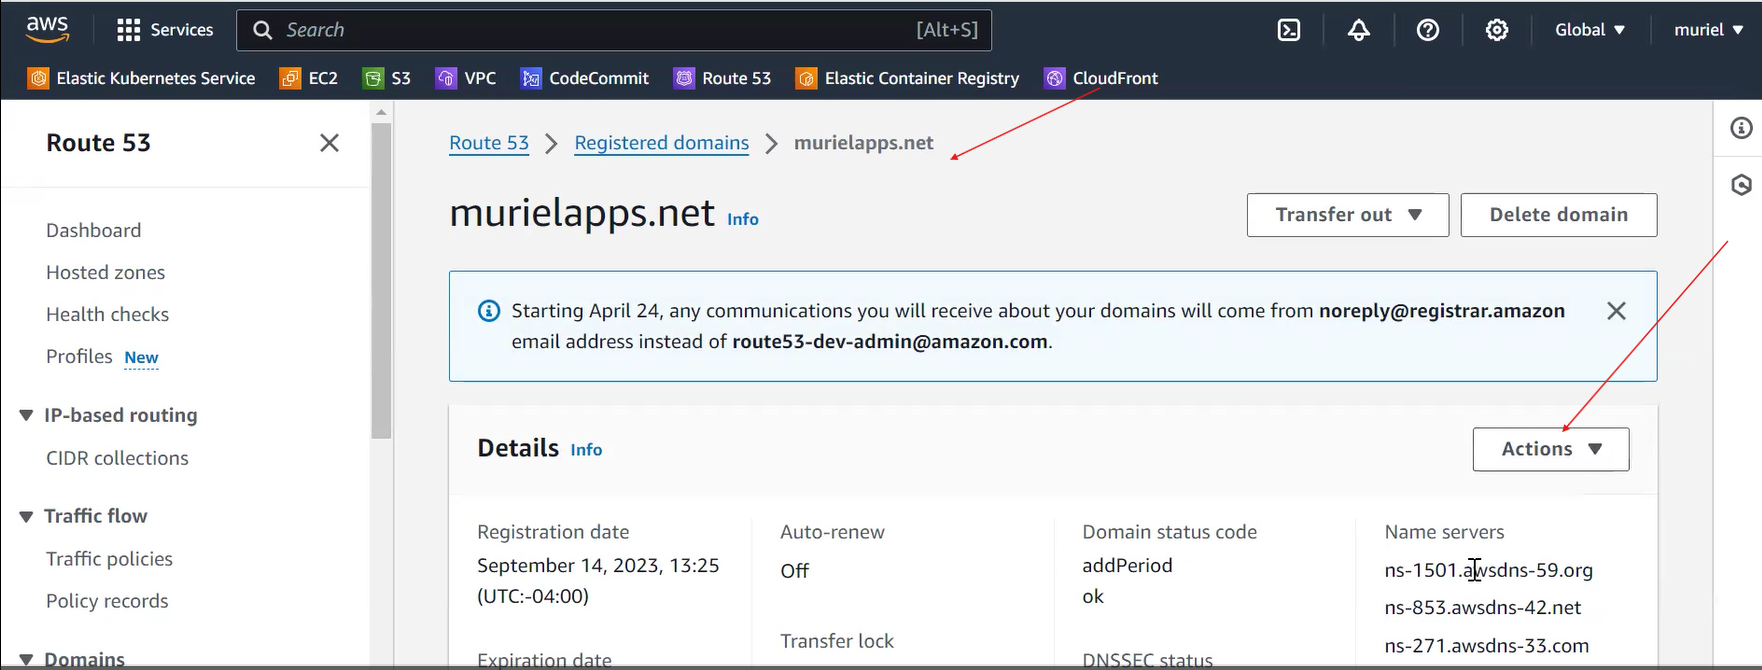 aws
Services
Search
[Alt+S]
Global
muriel
Elastic Kubernetes Service
EC2
S3
VPC
CodeCommit
Route 53
Elastic Container Registry
CloudFront
Route 53
Dashboard
Hosted zones
Health checks
Profiles New
IP-based routing
CIDR collections
Traffic flow
Traffic policies
Policy records
Domains
Route 53 > Registered domains > murielapps.net
murielapps.net Info
Transfer out
Delete domain
Starting April 24, any communications you will receive about your domains will come from noreply@registrar.amazon
email address instead of route53-dev-admin@amazon.com.
Details Info
Actions
Registration date
September 14, 2023, 13:25
(UTC:-04:00)
Expiration date
Auto-renew
Off
Transfer lock
Domain status code
addPeriod
ok
DNSSEC status
Name servers
ns-1501.awsdns-59.org
ns-853.awsdns-42.net
ns-271.awsdns-33.com